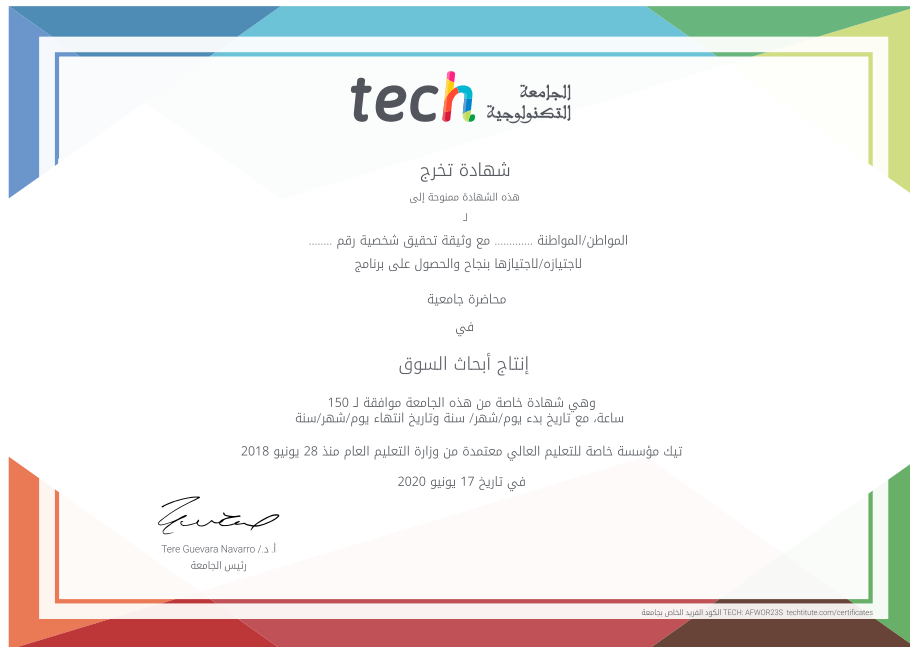 tech الجامعة
التكنولوجية
شهادة تخرج
هذه الشهادة ممنوحة إلى
لـ
المواطن/المواطنة ............. مع وثيقة تحقيق شخصية رقم ........
لاجتيازه/لاجتيازها بنجاح والحصول على برنامج
محاضرة جامعية
في
إنتاج أبحاث السوق
وهي شهادة خاصة من هذه الجامعة موافقة لـ 150
ساعة، مع تاريخ بدء يوم/شهر/ سنة وتاريخ انتهاء يوم/شهر/سنة
تيك مؤسسة خاصة للتعليم العالي معتمدة من وزارة التعليم العام منذ 28 يونيو 2018
في تاريخ 17 يونيو 2020
أ. د./ Tere Guevara Navarro
رئيس الجامعة
الكود الفريد الخاص بجامعة TECH: AFWOR23S techtitute.com/certificates